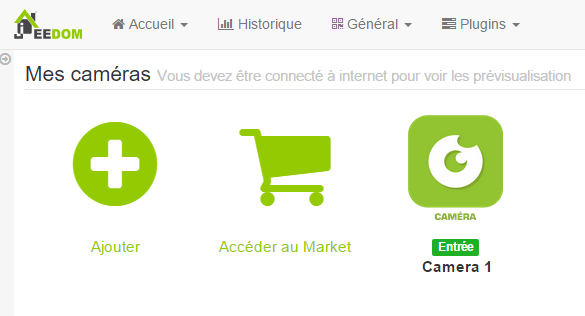 JEEDOM Accueil Historique Général Plugins
Mes caméras Vous devez être connecté à internet pour voir les prévisualisation
CAMÉRA
Ajouter Accéder au Market Entrée
Camera 1